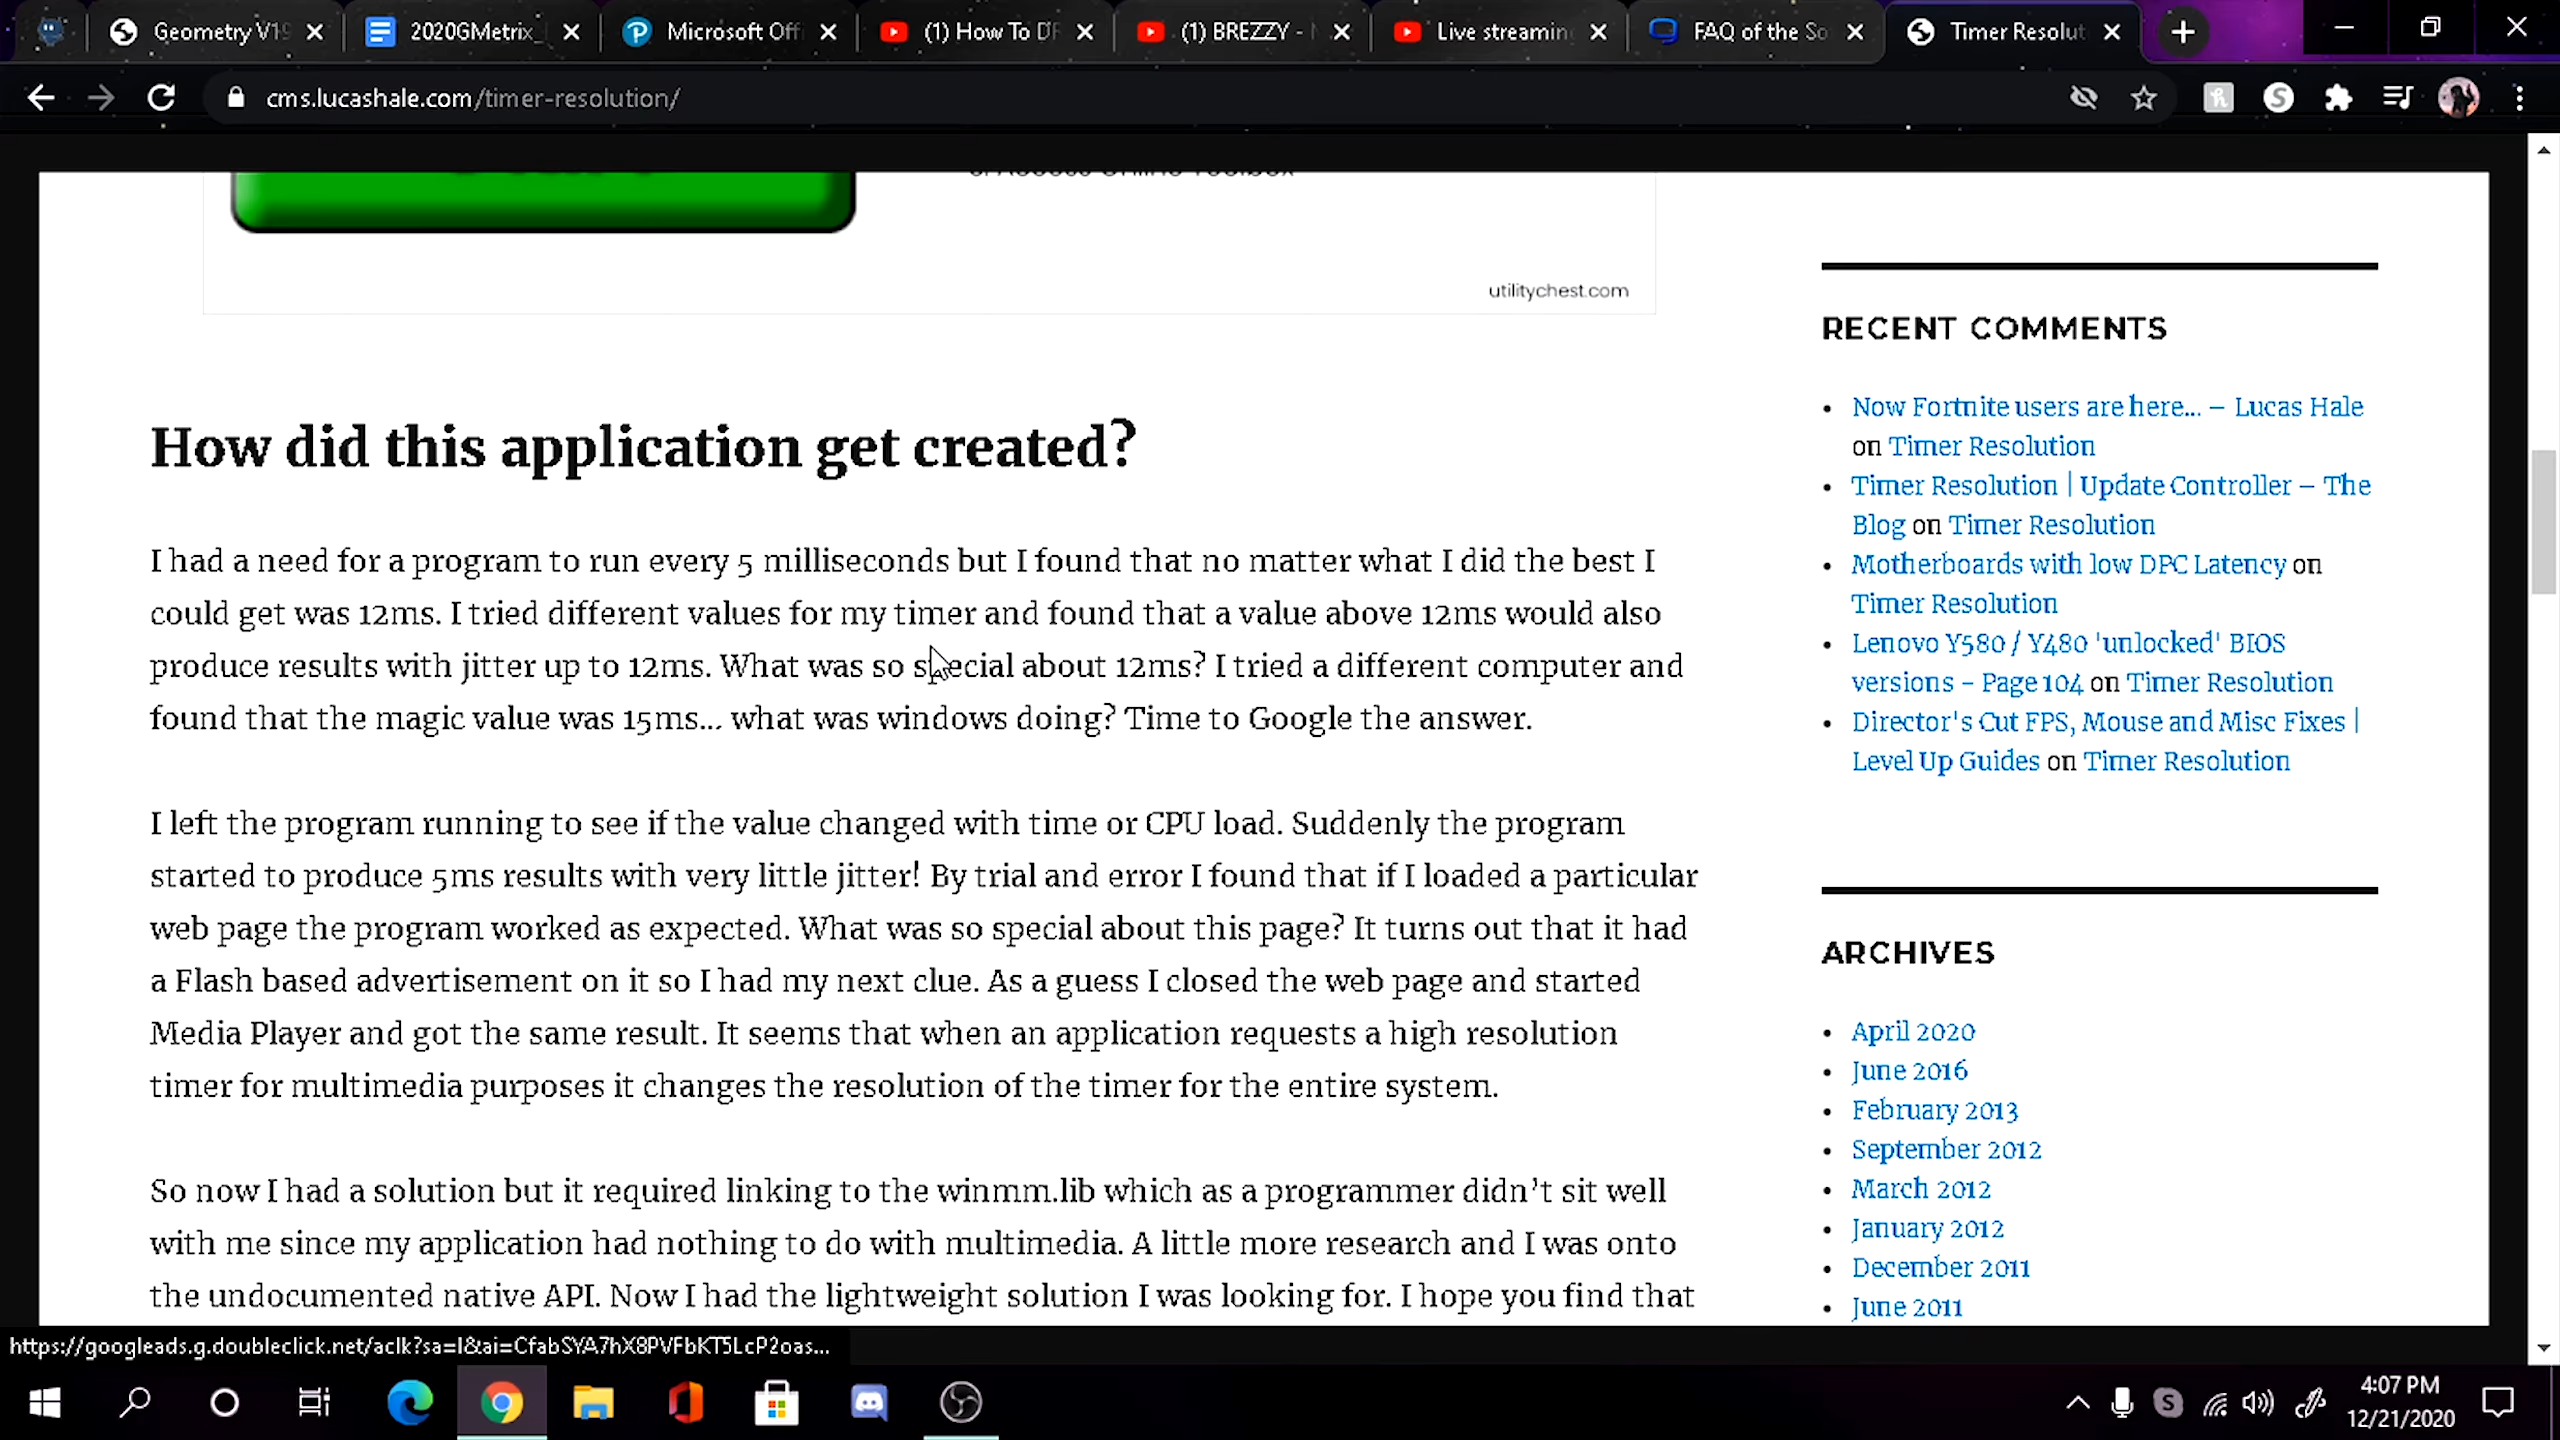 Geometry V19
2020GMetrix_
Microsoft Offi
(1) How To DF
(1) BREZZY - M
Live streaming
FAQ of the So
Timer Resolut
cms.lucashale.com/timer-resolution/
utilitychest.com
How did this application get created?
I had a need for a program to run every 5 milliseconds but I found that no matter what I did the best I
could get was 12ms. I tried different values for my timer and found that a value above 12ms would also
produce results with jitter up to 12ms. What was so special about 12ms? I tried a different computer and
found that the magic value was 15ms… what was windows doing? Time to Google the answer.
I left the program running to see if the value changed with time or CPU load. Suddenly the program
started to produce 5ms results with very little jitter! By trial and error I found that if I loaded a particular
web page the program worked as expected. What was so special about this page? It turns out that it had
a Flash based advertisement on it so I had my next clue. As a guess I closed the web page and started
Media Player and got the same result. It seems that when an application requests a high resolution
timer for multimedia purposes it changes the resolution of the timer for the entire system.
So now I had a solution but it required linking to the winmm.lib which as a programmer didn’t sit well
with me since my application had nothing to do with multimedia. A little more research and I was onto
the undocumented native API. Now I had the lightweight solution I was looking for. I hope you find that
RECENT COMMENTS
Now Fortnite users are here… – Lucas Hale
on Timer Resolution
Timer Resolution | Update Controller – The
Blog on Timer Resolution
Motherboards with low DPC Latency on
Timer Resolution
Lenovo Y580 / Y480 'unlocked' BIOS
versions - Page 104 on Timer Resolution
Director's Cut FPS, Mouse and Misc Fixes |
Level Up Guides on Timer Resolution
ARCHIVES
April 2020
June 2016
February 2013
September 2012
March 2012
January 2012
December 2011
June 2011
https://googleads.g.doubleclick.net/aclk?sa=l&ai=CfabSYA7hX8PVFbKT5LcP2oas...
4:07 PM
12/21/2020